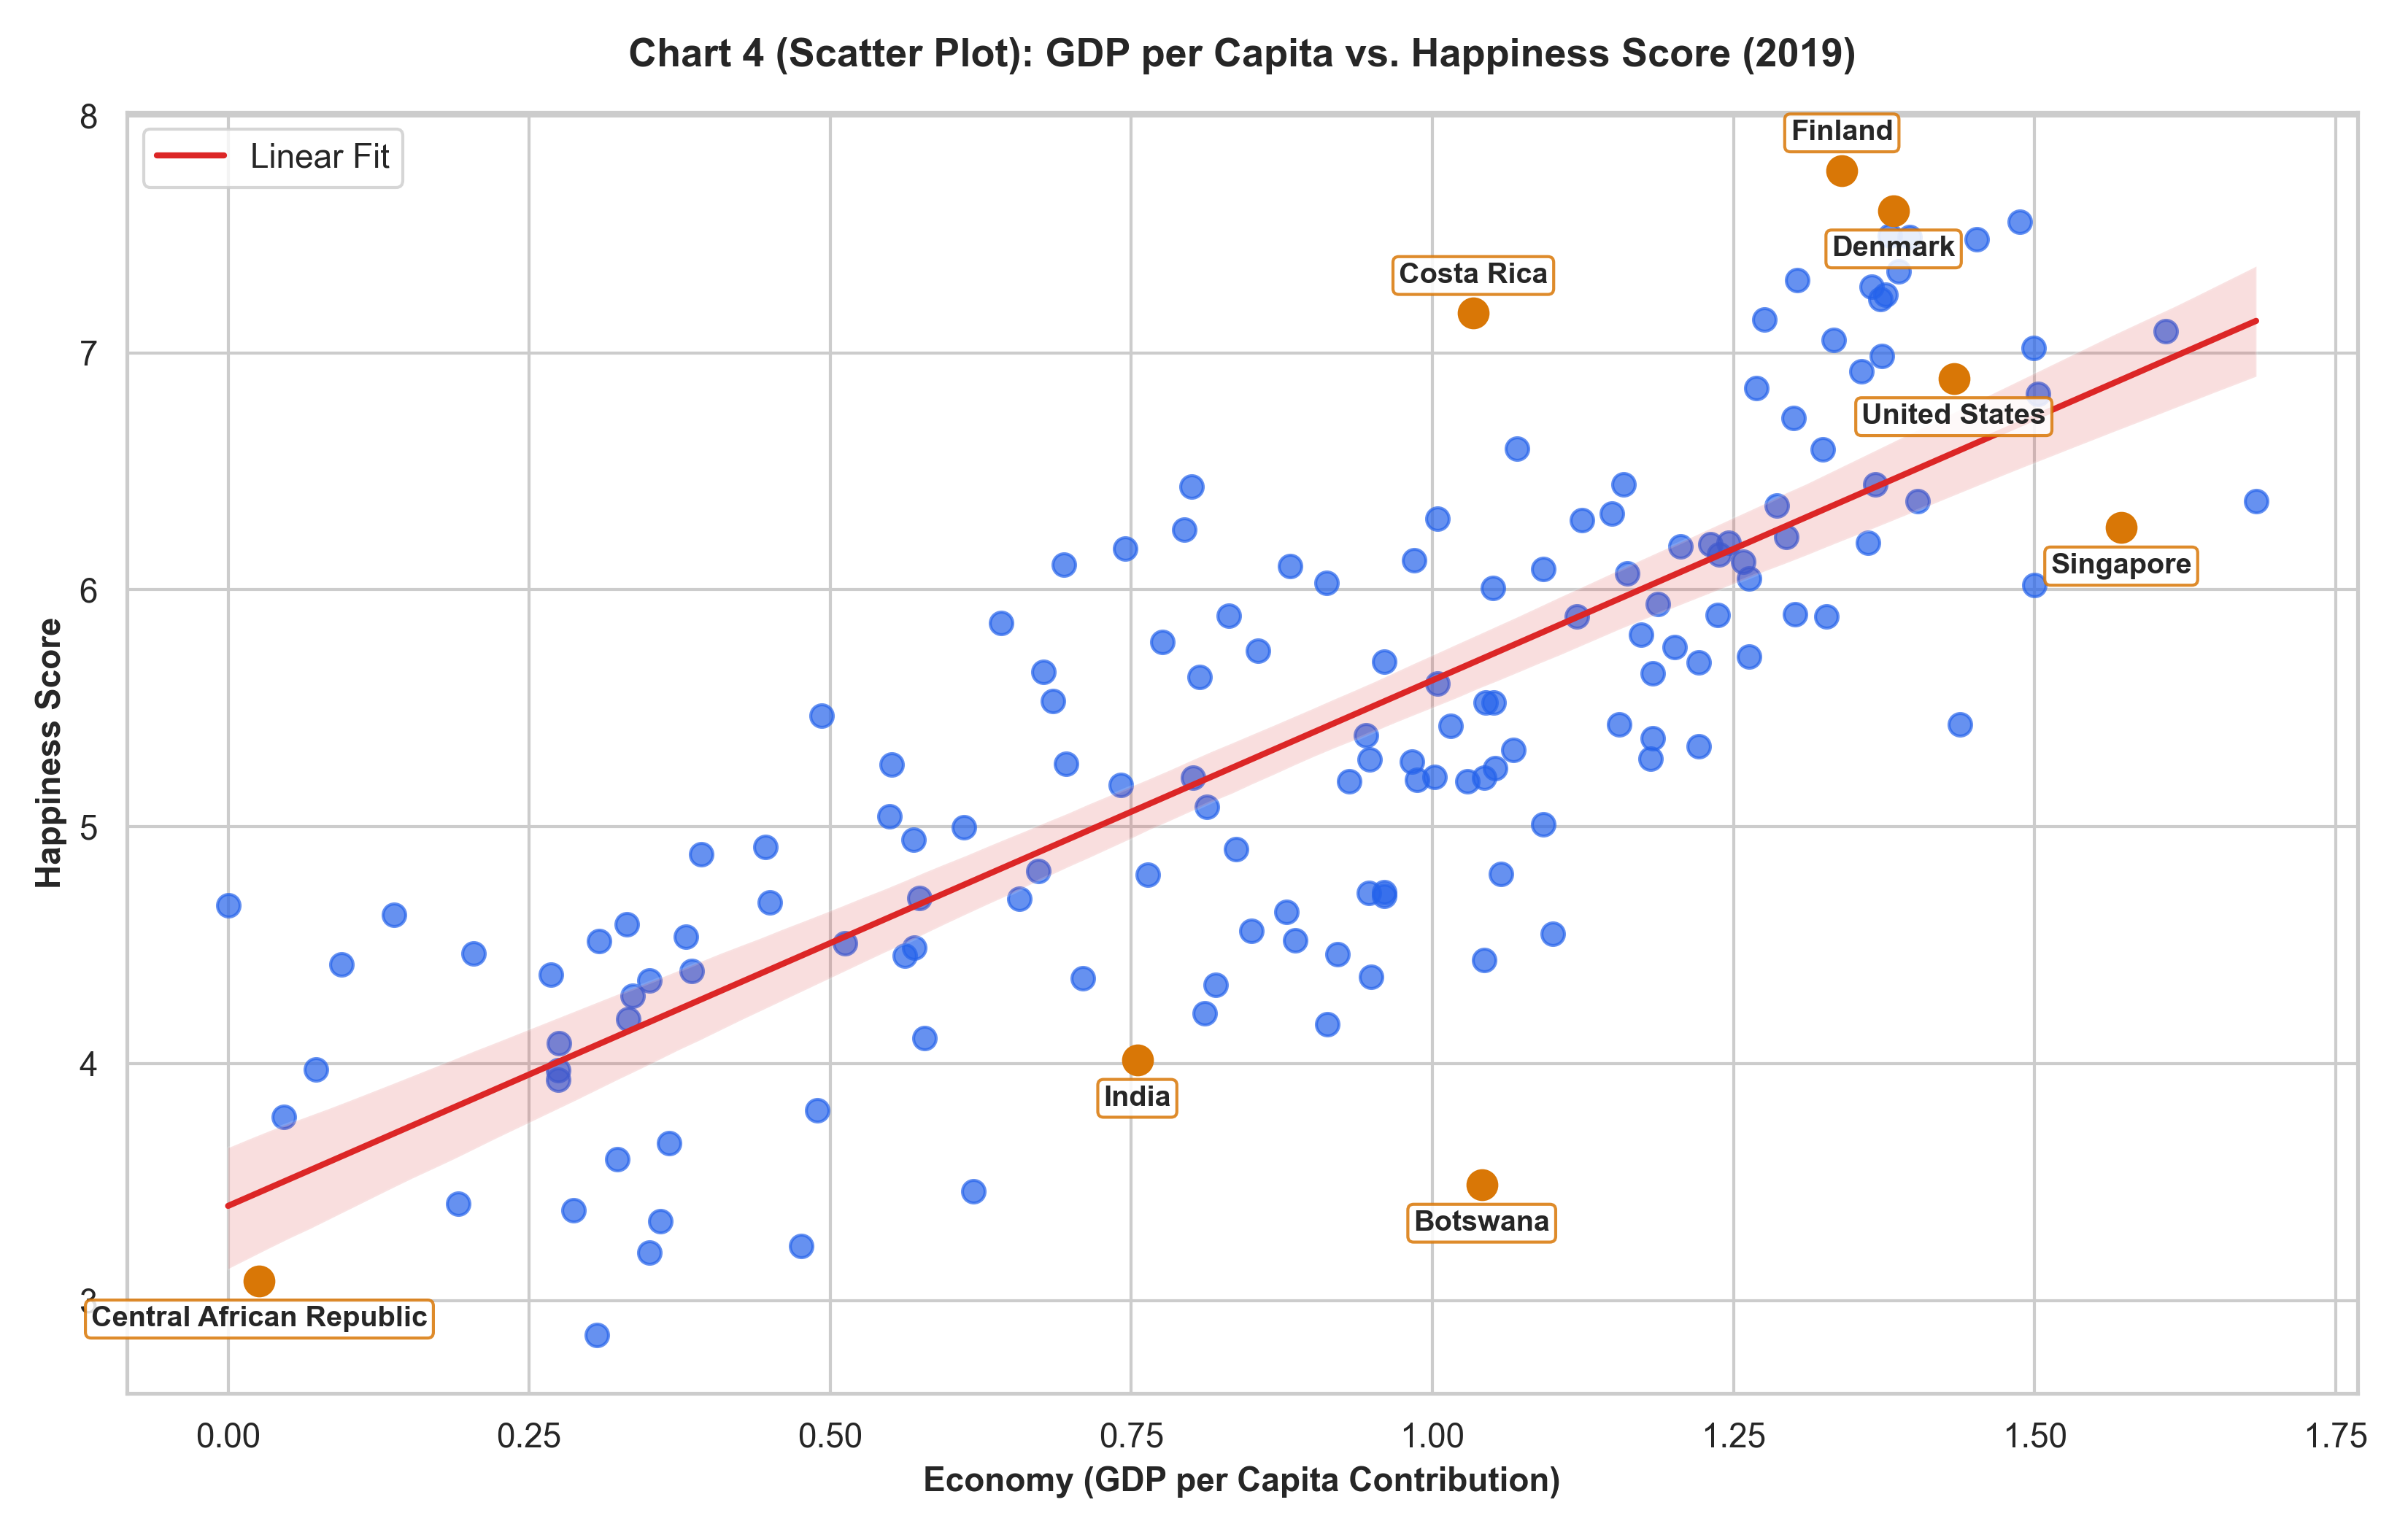 Chart 4 (Scatter Plot): GDP per Capita vs. Happiness Score (2019)
Linear Fit
Finland
Denmark
Costa Rica
United States
Singapore
India
Botswana
Central African Republic
Happiness Score
8
7
6
5
4
3
0.00 0.25 0.50 0.75 1.00 1.25 1.50 1.75
Economy (GDP per Capita Contribution)